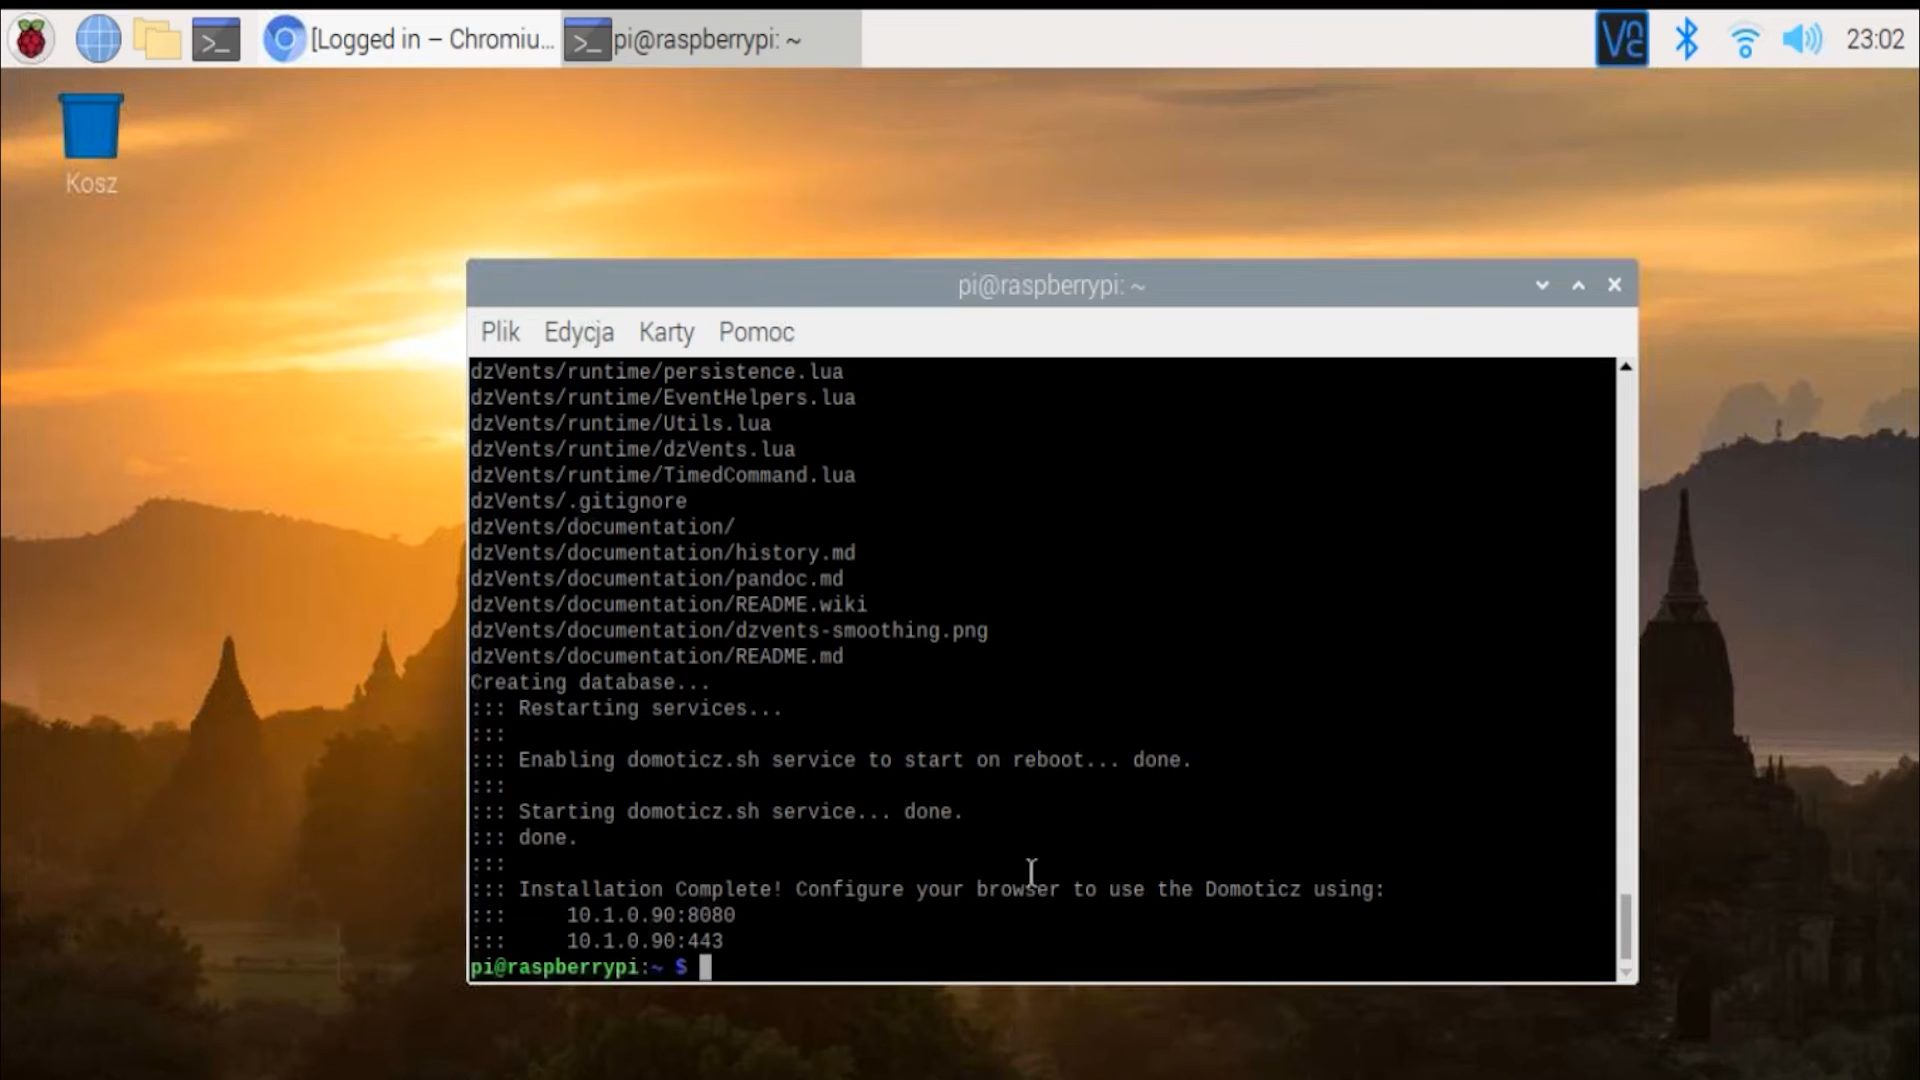 [Logged in – Chromiu...
pi@raspberrypi: ~
23:02
Kosz
pi@raspberrypi: ~
Plik Edycja Karty Pomoc
dzVents/runtime/persistence.lua
dzVents/runtime/EventHelpers.lua
dzVents/runtime/Utils.lua
dzVents/runtime/dzVents.lua
dzVents/runtime/TimedCommand.lua
dzVents/.gitignore
dzVents/documentation/
dzVents/documentation/history.md
dzVents/documentation/pandoc.md
dzVents/documentation/README.wiki
dzVents/documentation/dzvents-smoothing.png
dzVents/documentation/README.md
Creating database...
::: Restarting services...
:::
::: Enabling domoticz.sh service to start on reboot... done.
:::
::: Starting domoticz.sh service... done.
::: done.
:::
::: Installation Complete! Configure your browser to use the Domoticz using:
:::     10.1.0.90:8080
:::     10.1.0.90:443
pi@raspberrypi:~ $